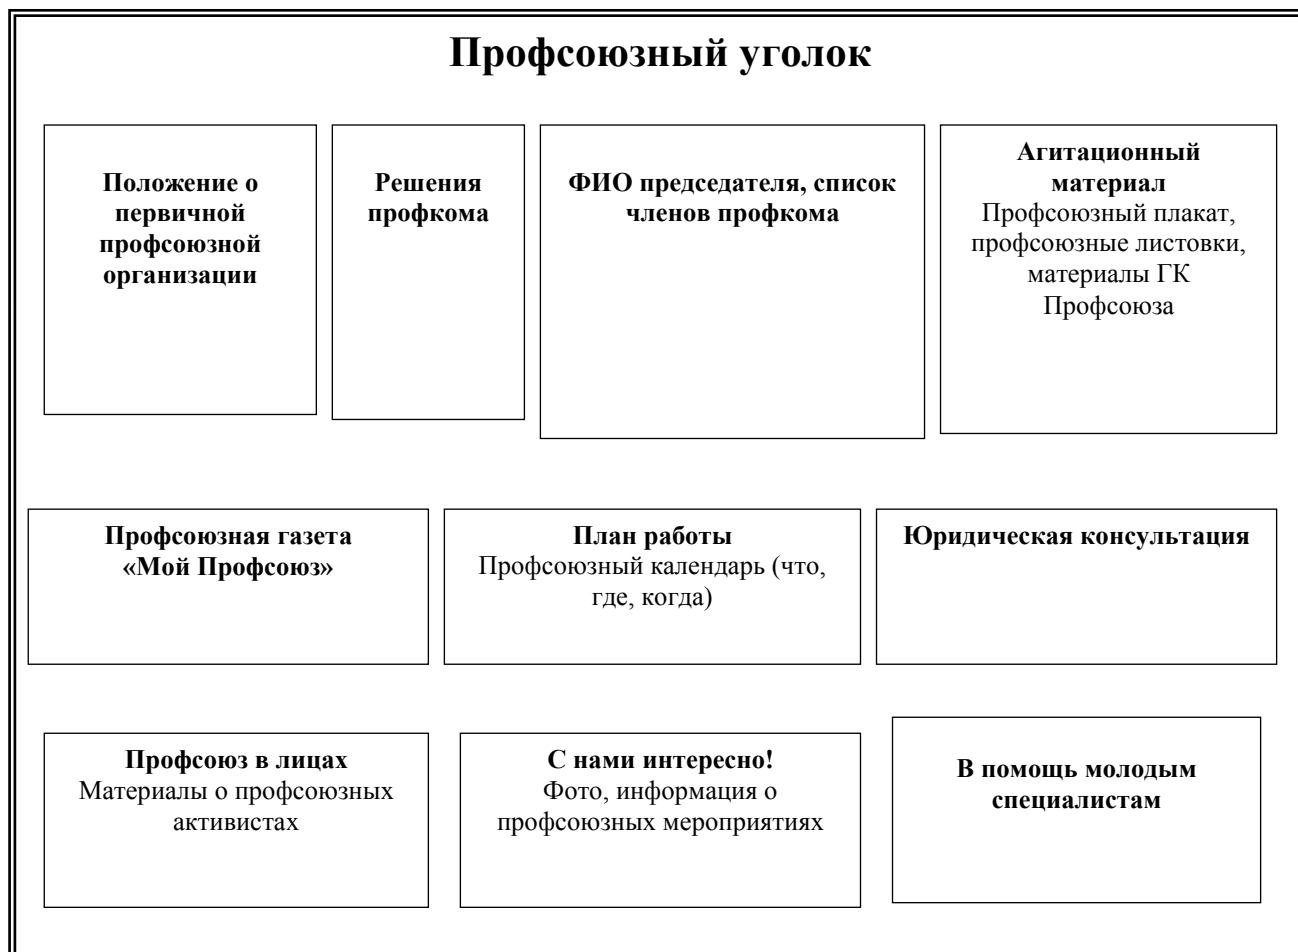 Профсоюзный уголок
Положение о
первичной
профсоюзной
организации
Решения
профкома
ФИО председателя, список
членов профкома
Агитационный
материал
Профсоюзный плакат,
профсоюзные листовки,
материалы ГК
Профсоюза
Профсоюзная газета
«Мой Профсоюз»
План работы
Профсоюзный календарь (что,
где, когда)
Юридическая консультация
Профсоюз в лицах
Материалы о профсоюзных
активистах
С нами интересно!
Фото, информация о
профсоюзных мероприятиях
В помощь молодым
специалистам